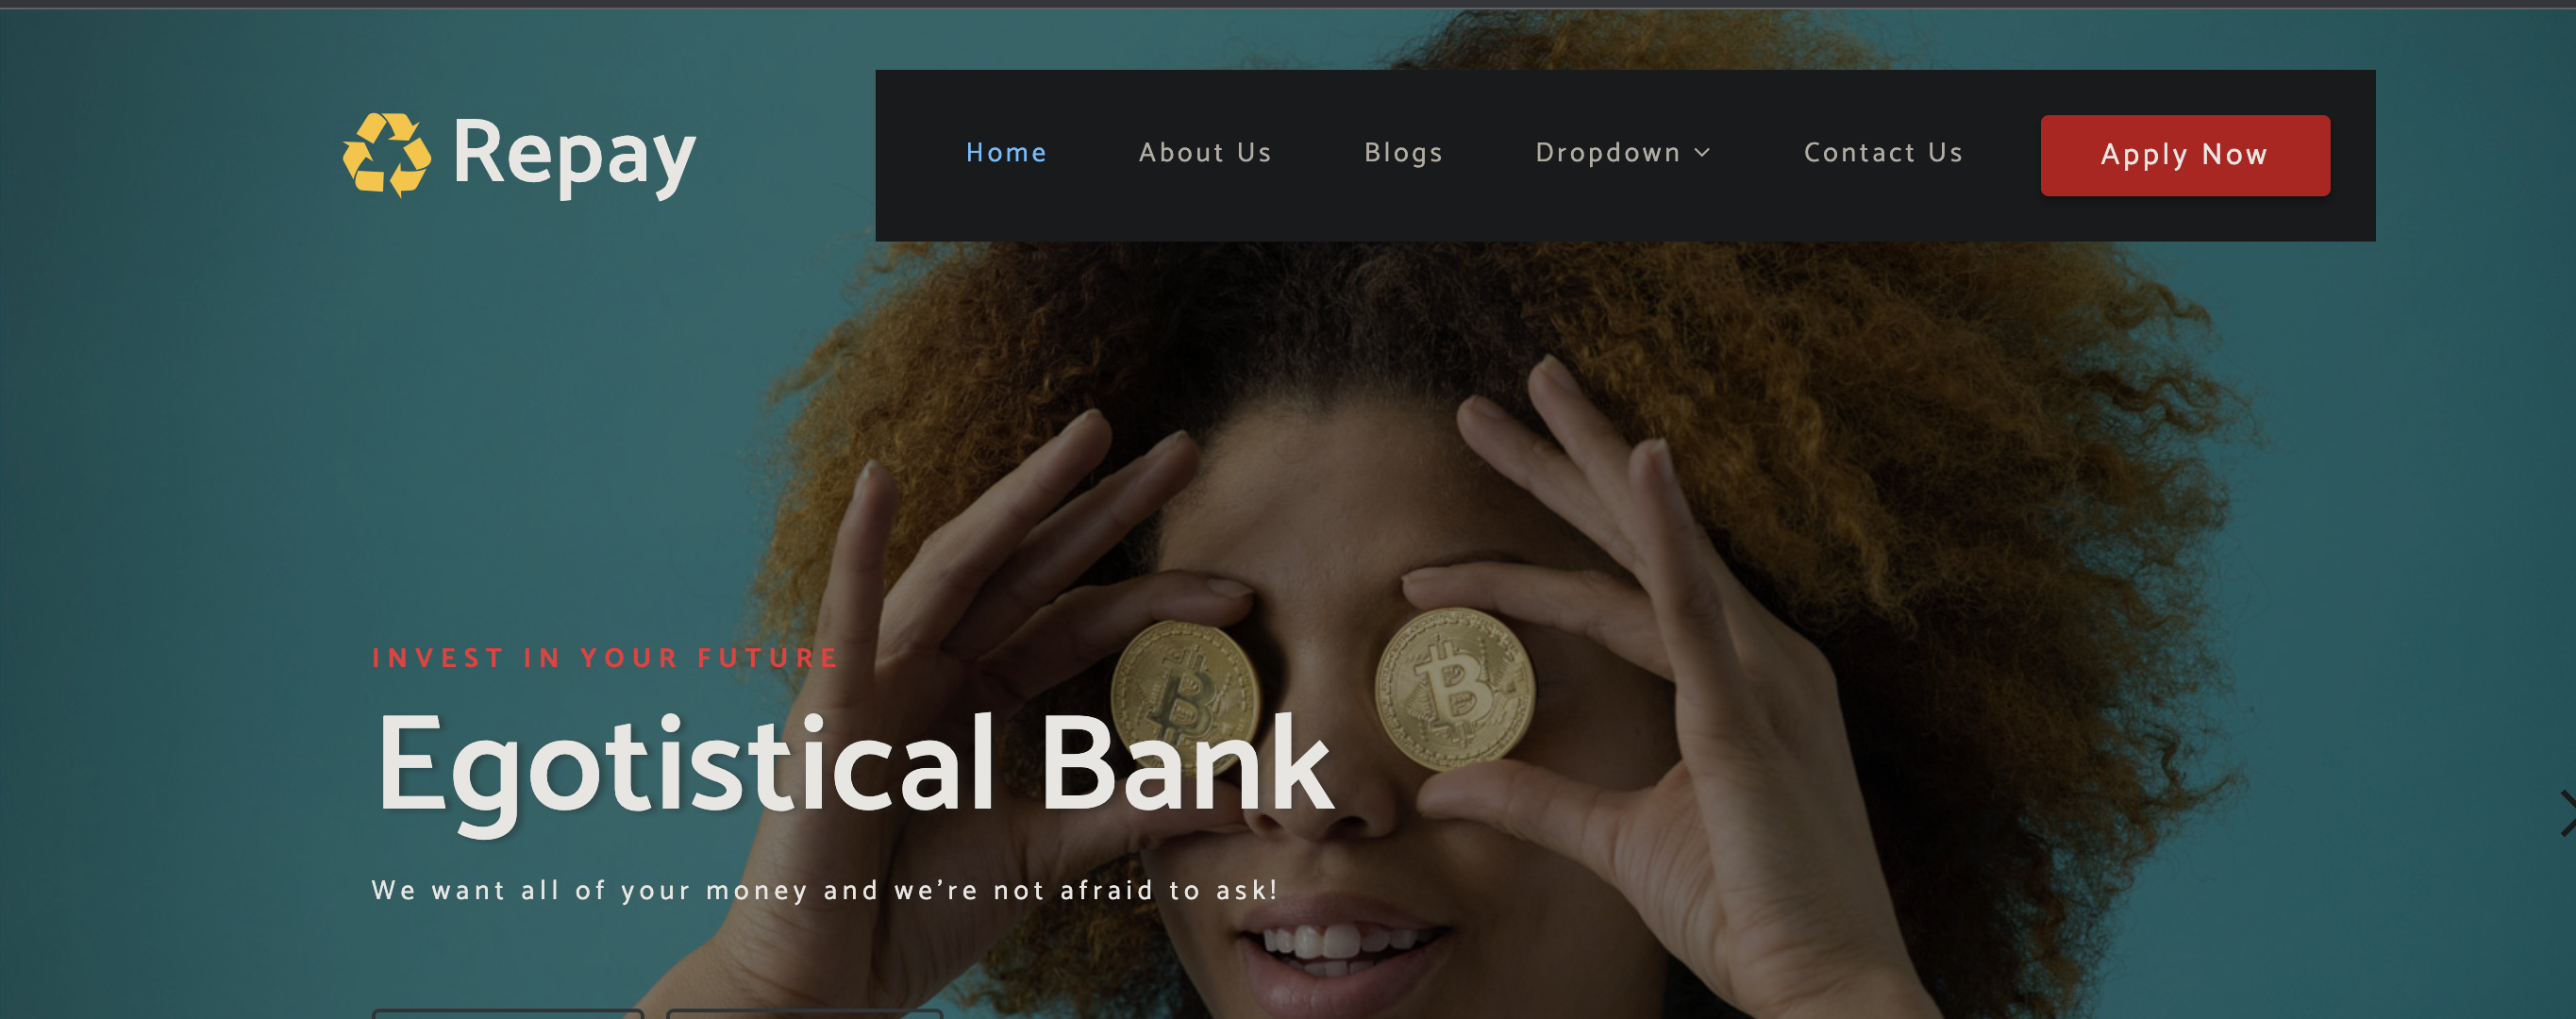 Repay
Home About Us Blogs Dropdown Contact Us Apply Now
INVEST IN YOUR FUTURE
Egotistical Bank
We want all of your money and we’re not afraid to ask!